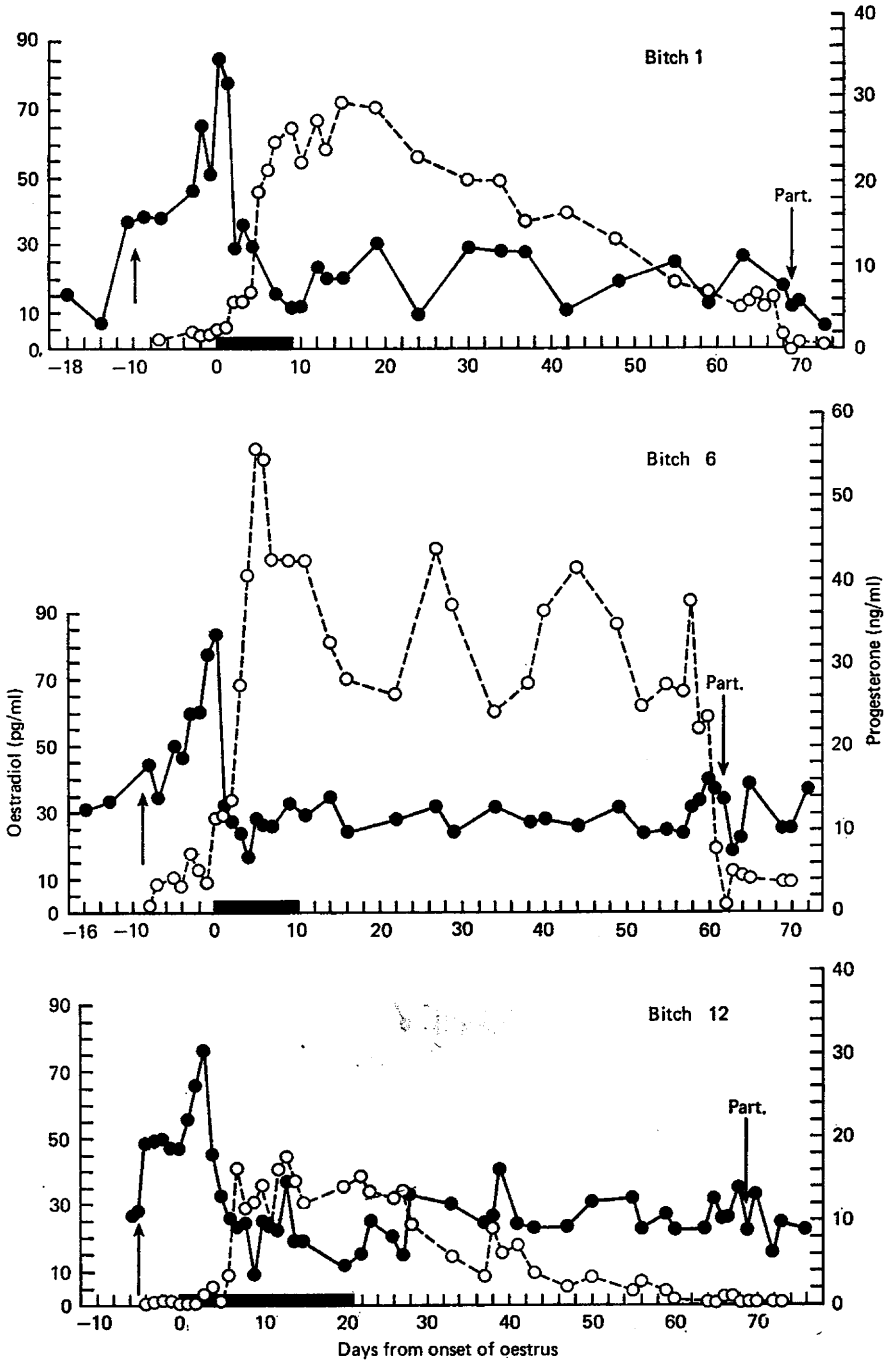 Bitch 1
90
70
50
30
10
0
40
30
20
10
0
Part.
−18 −10 0 10 20 30 40 50 60 70
Bitch 6
60
50
40
30
20
10
0
90
70
50
30
10
0
Part.
Oestradiol (pg/ml)
Progesterone (ng/ml)
−16 −10 0 10 20 30 40 50 60 70
Bitch 12
90
70
50
30
10
0
40
30
20
10
0
Part.
−10 0 10 20 30 40 50 60 70
Days from onset of oestrus